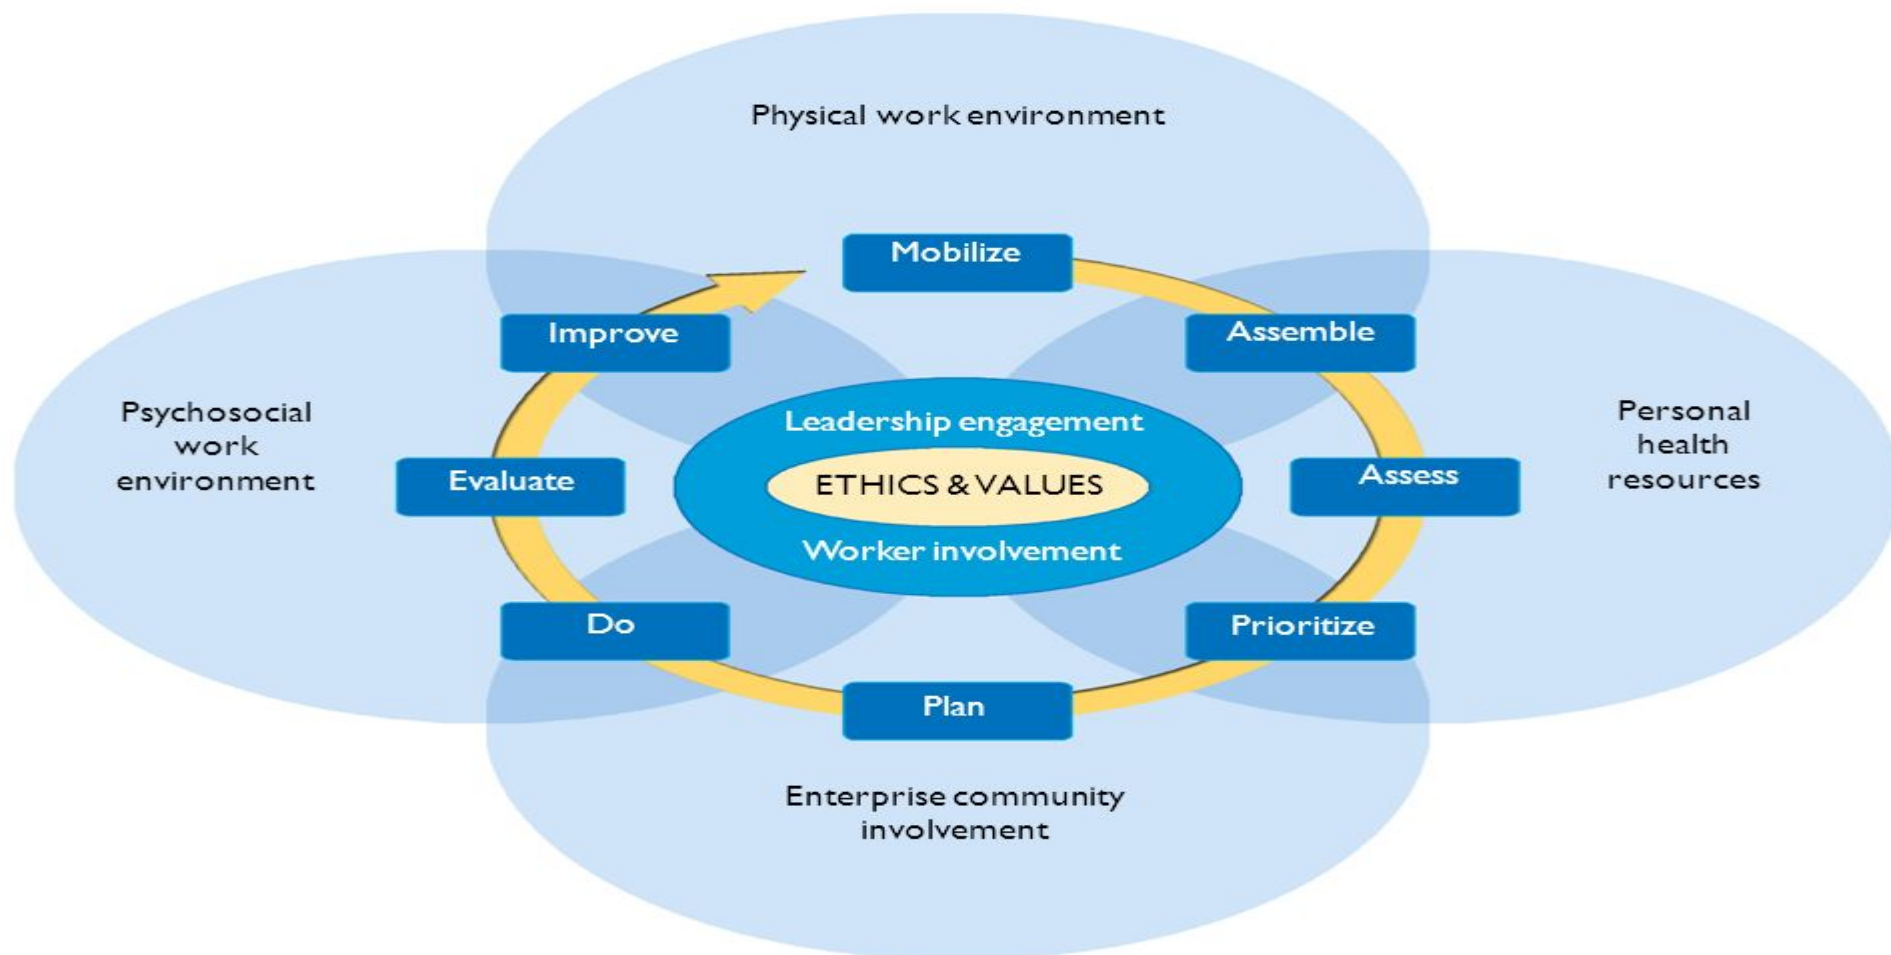 Physical work environment
Mobilize
Improve
Assemble
Psychosocial
work
environment
Personal
health
resources
Leadership engagement
Evaluate
ETHICS & VALUES
Assess
Worker involvement
Do
Prioritize
Plan
Enterprise community
involvement